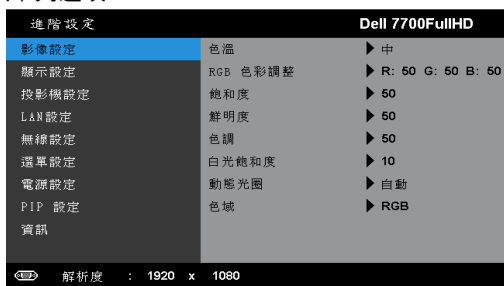 進階設定 Dell 7700FullHD
影像設定 色溫 中
顯示設定 RGB 色彩調整 R: 50 G: 50 B: 50
投影機設定 飽和度 50
LAN設定 鮮明度 50
無線設定 色調 50
選單設定 白光飽和度 10
電源設定 動態光圈 自動
PIP 設定 色域 RGB
資訊
解析度 : 1920 x 1080